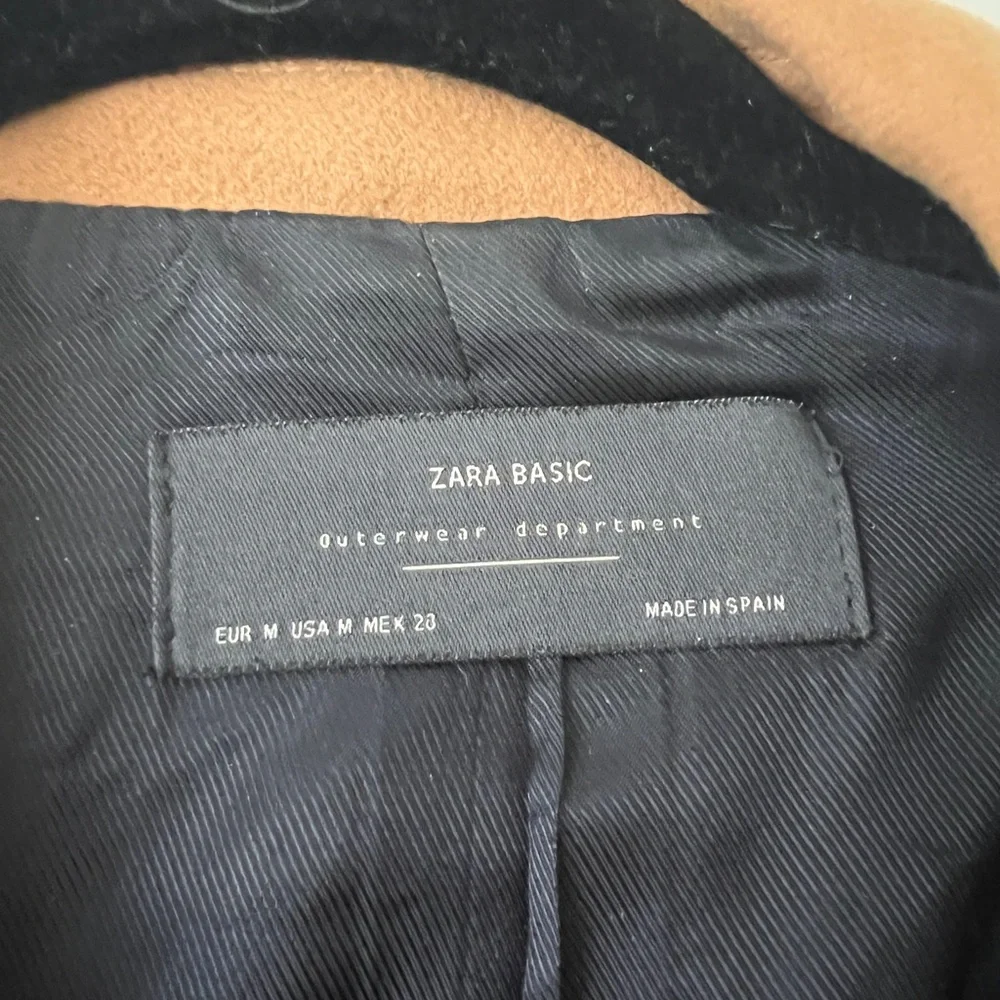 ZARA BASIC
Outerwear department
EUR M USA M MEX 28
MADE IN SPAIN